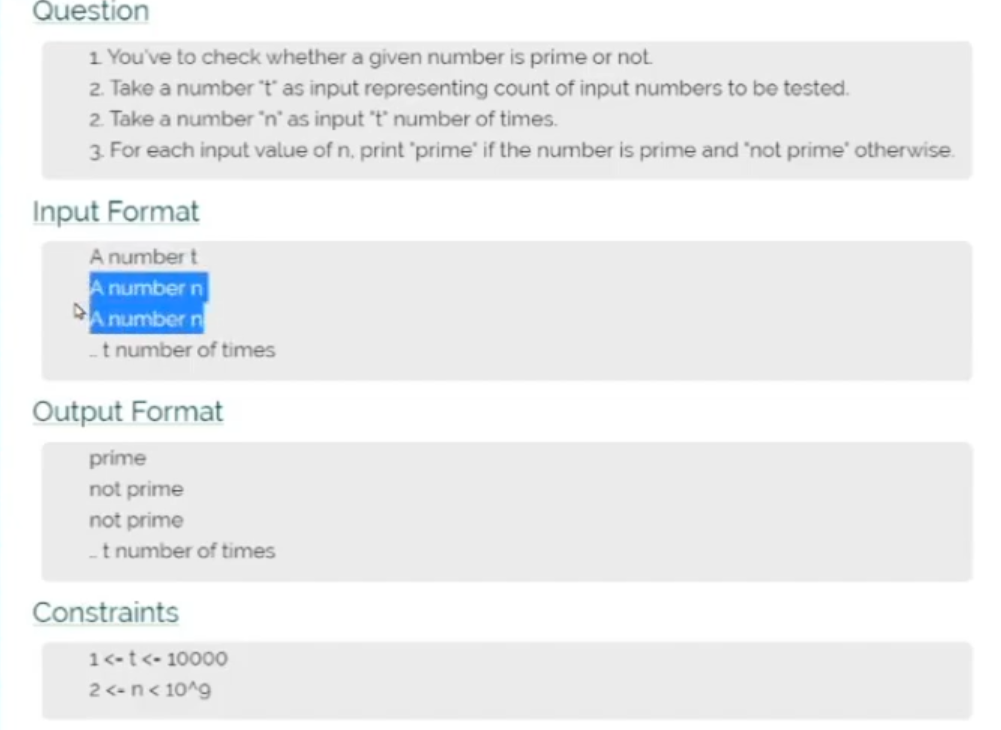 Question
1. You've to check whether a given number is prime or not.
2. Take a number "t" as input representing count of input numbers to be tested.
2. Take a number "n" as input "t" number of times.
3. For each input value of n, print "prime" if the number is prime and "not prime" otherwise.
Input Format
A number t
A number n
A number n
.. t number of times
Output Format
prime
not prime
not prime
.. t number of times
Constraints
1 <= t <= 10000
2 <= n < 10^9